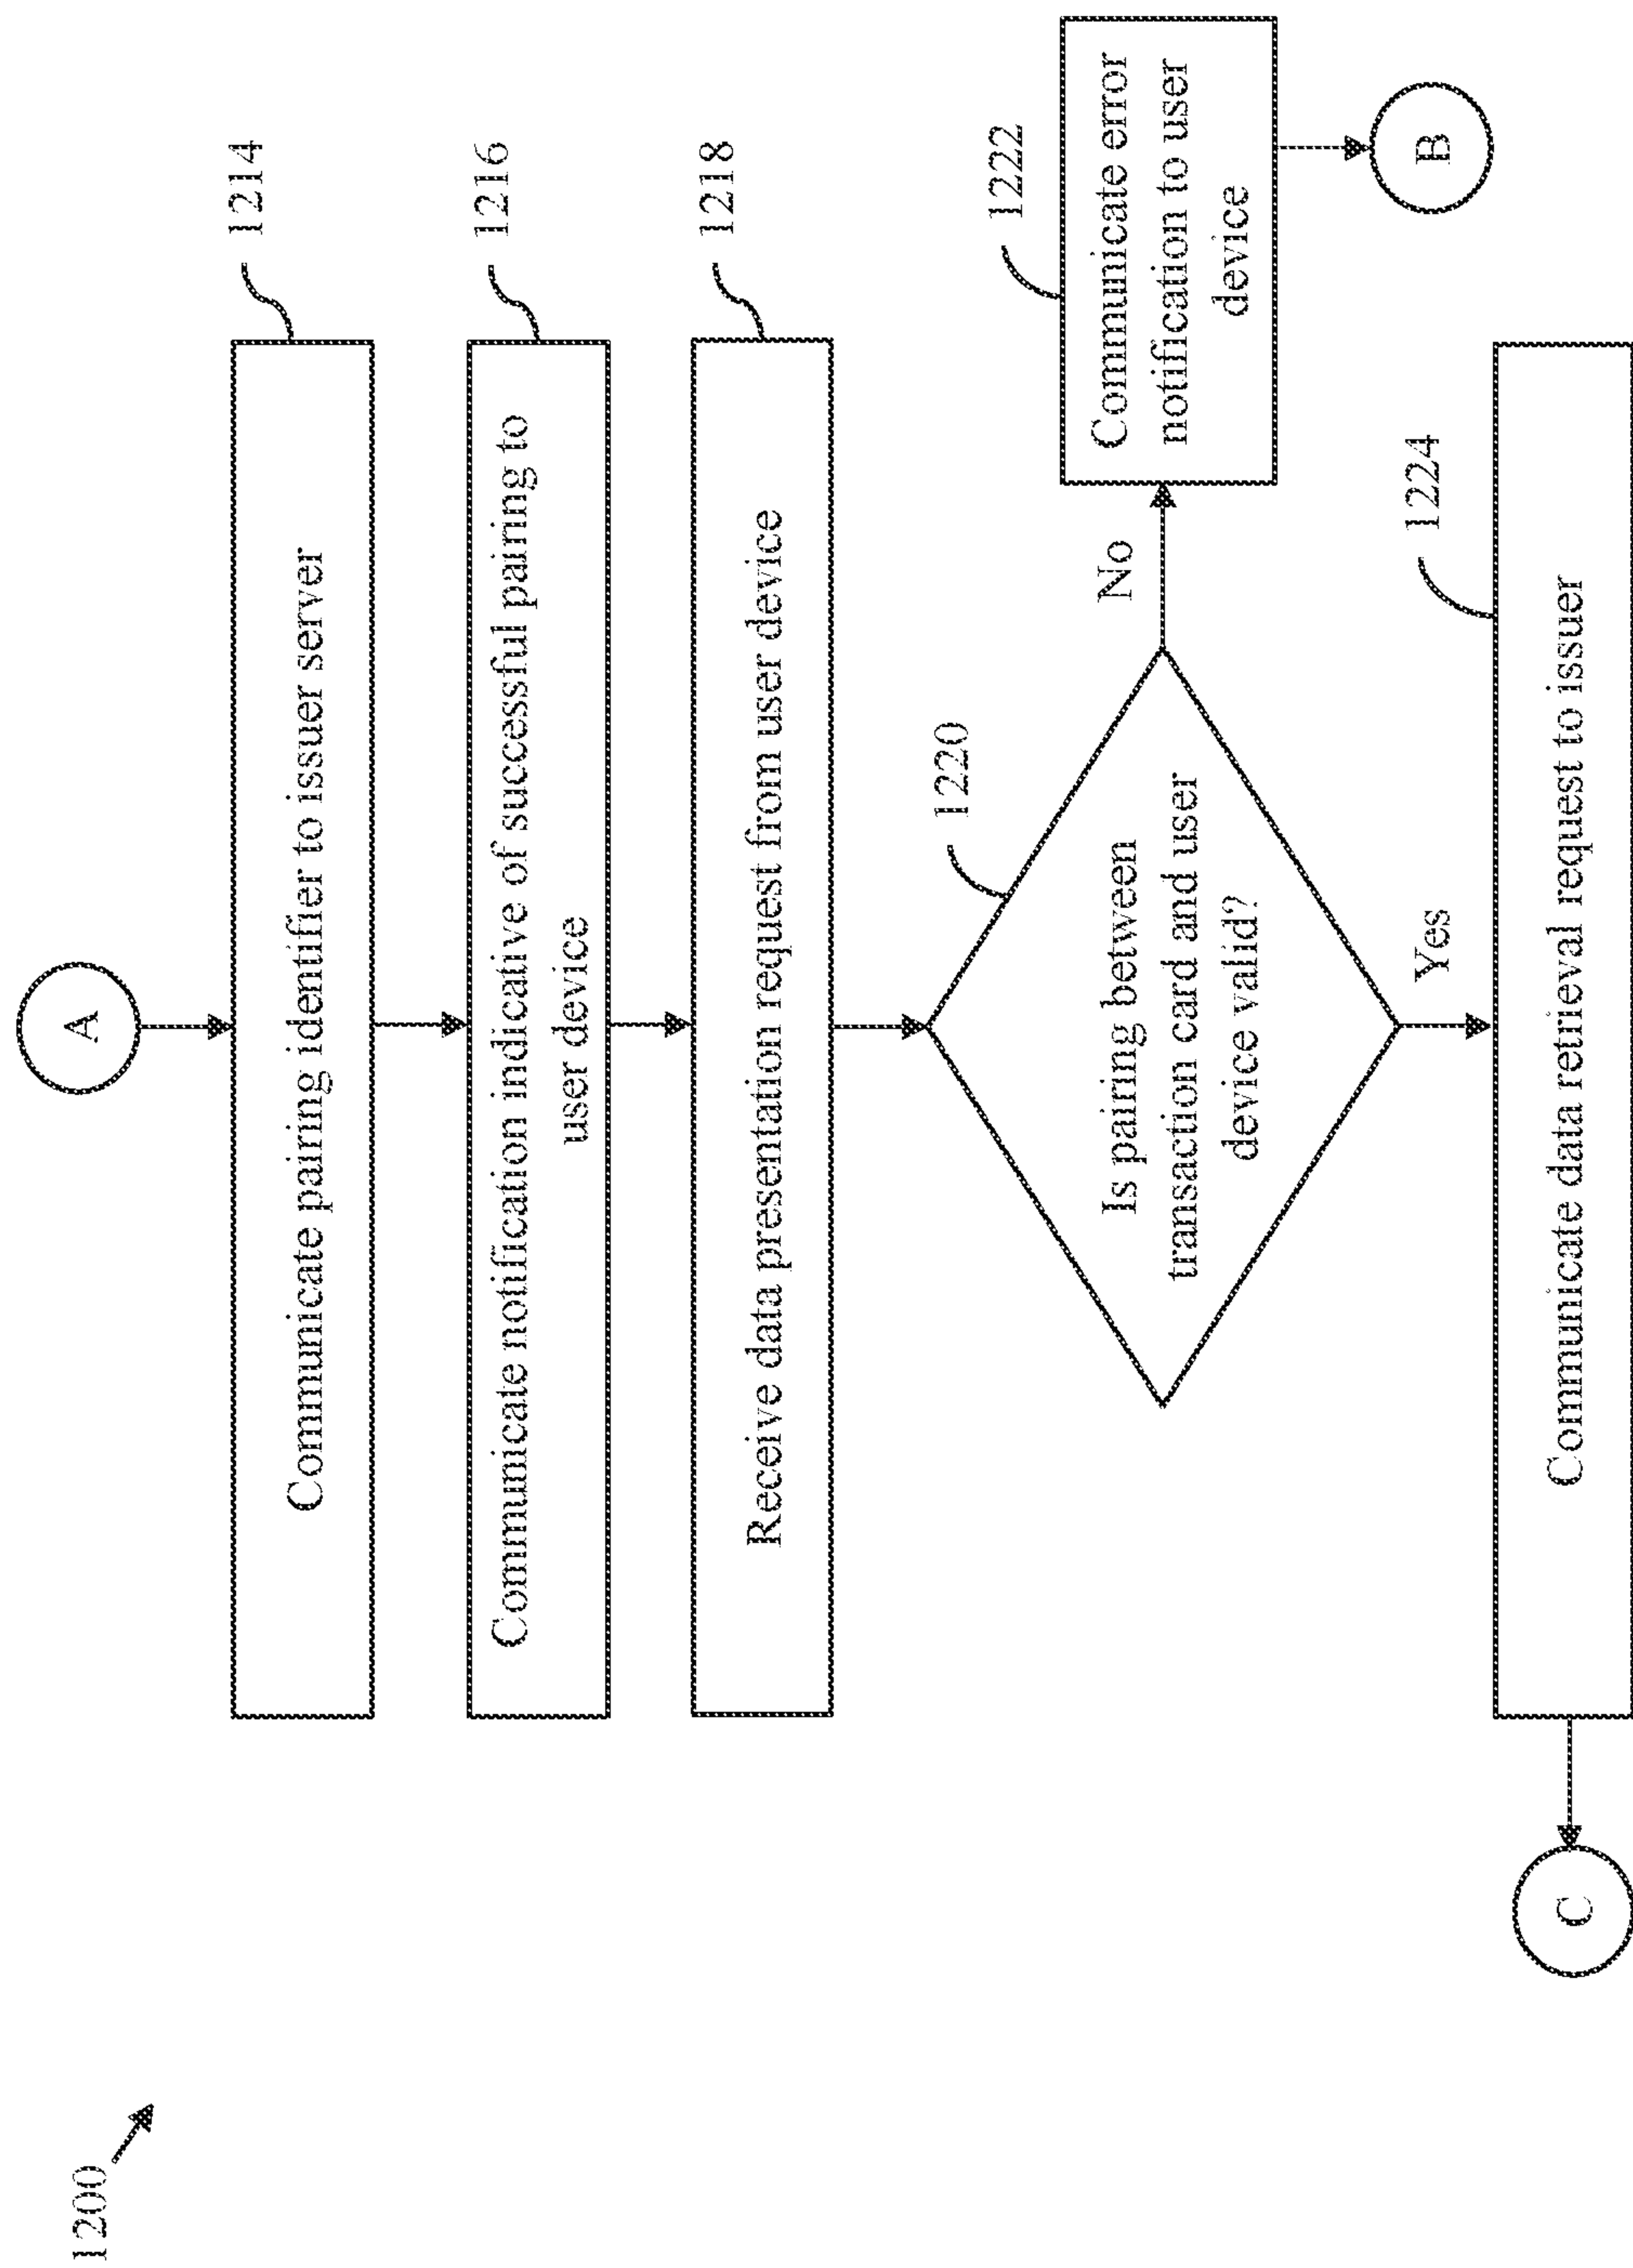 1200
A
1214
Communicate pairing identifier to issuer server
1216
Communicate notification indicative of successful pairing to
user device
1218
Receive data presentation request from user device
1220
Is pairing between
transaction card and user
device valid?
No
1222
Communicate error
notification to user
device
B
Yes
1224
Communicate data retrieval request to issuer
C